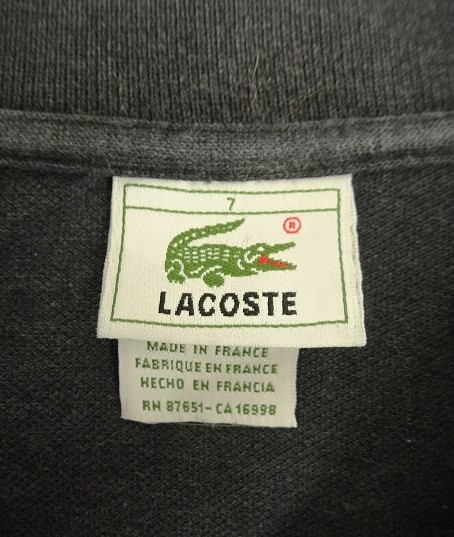 7
®
LACOSTE
MADE IN FRANCE
FABRIQUE EN FRANCE
HECHO EN FRANCIA
RN 87651-CA 16998